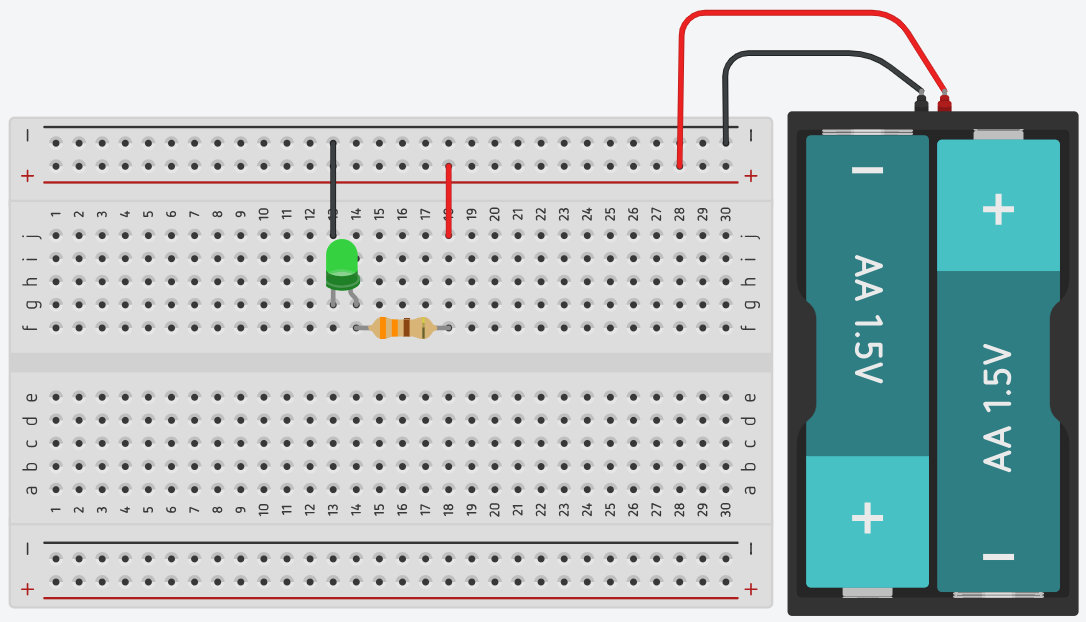 − −
+ +
1 2 3 4 5 6 7 8 9 10 11 12 14 15 16 17 19 20 21 22 23 24 25 26 27 28 29 30
j j
i i
h h
g g
f f
e e
d d
c c
b b
a a
1 2 3 4 5 6 7 8 9 10 11 12 13 14 15 16 17 18 19 20 21 22 23 24 25 26 27 28 29 30
− −
+ +
−
AA 1.5V
+
+
AA 1.5V
−